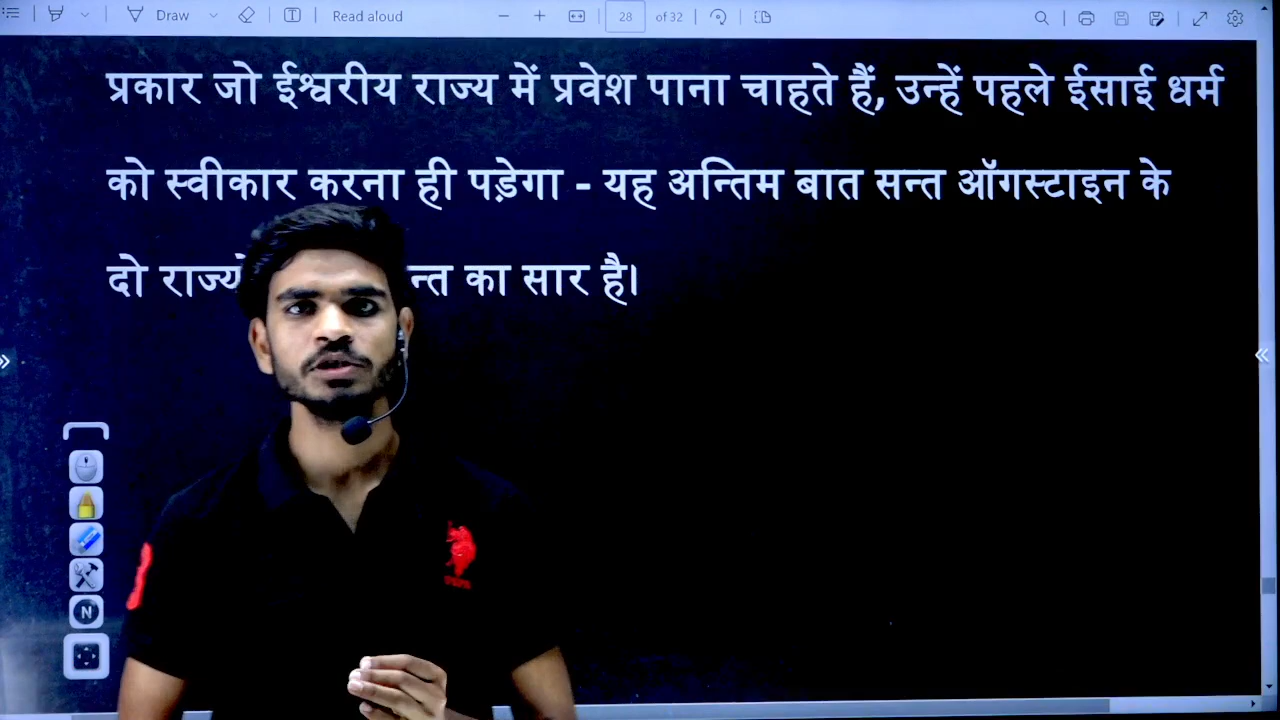 Draw
Read aloud
28
of 32
प्रकार जो ईश्वरीय राज्य में प्रवेश पाना चाहते हैं, उन्हें पहले ईसाई धर्म
को स्वीकार करना ही पड़ेगा - यह अन्तिम बात सन्त ऑगस्टाइन के
दो का सार है।
N